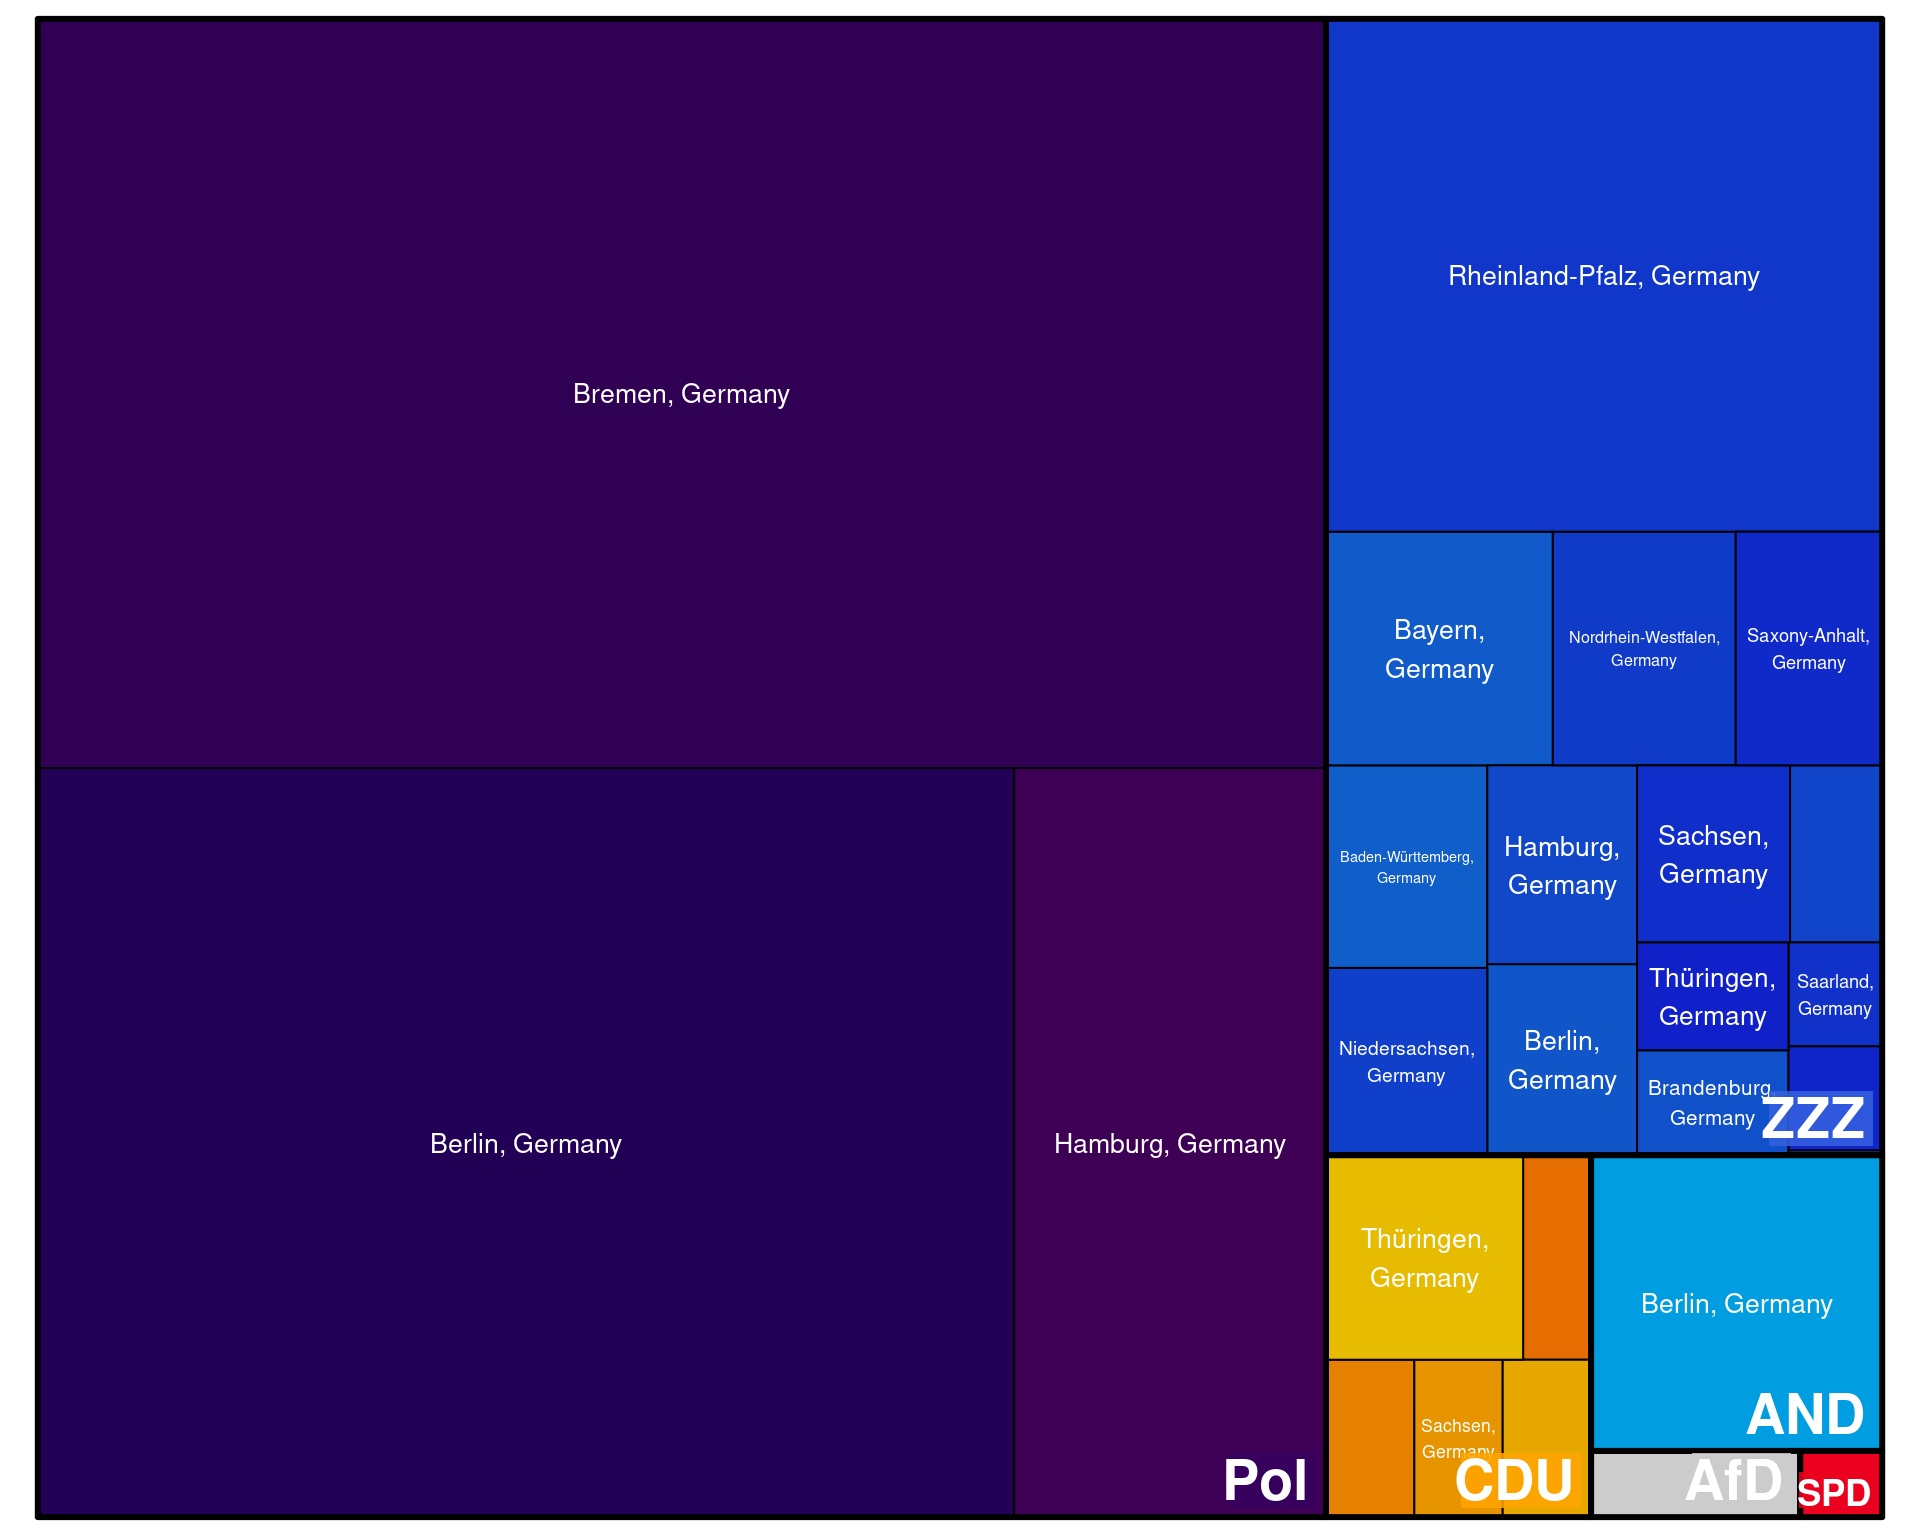 Bremen, Germany
Berlin, Germany
Hamburg, Germany
Pol
Rheinland-Pfalz, Germany
Bayern,
Germany
Nordrhein-Westfalen,
Germany
Saxony-Anhalt,
Germany
Baden-Württemberg,
Germany
Hamburg,
Germany
Sachsen,
Germany
Niedersachsen,
Germany
Berlin,
Germany
Thüringen,
Germany
Saarland,
Germany
Brandenburg,
Germany
ZZZ
Thüringen,
Germany
Sachsen,
Germany
CDU
Berlin, Germany
AND
AfD
SPD